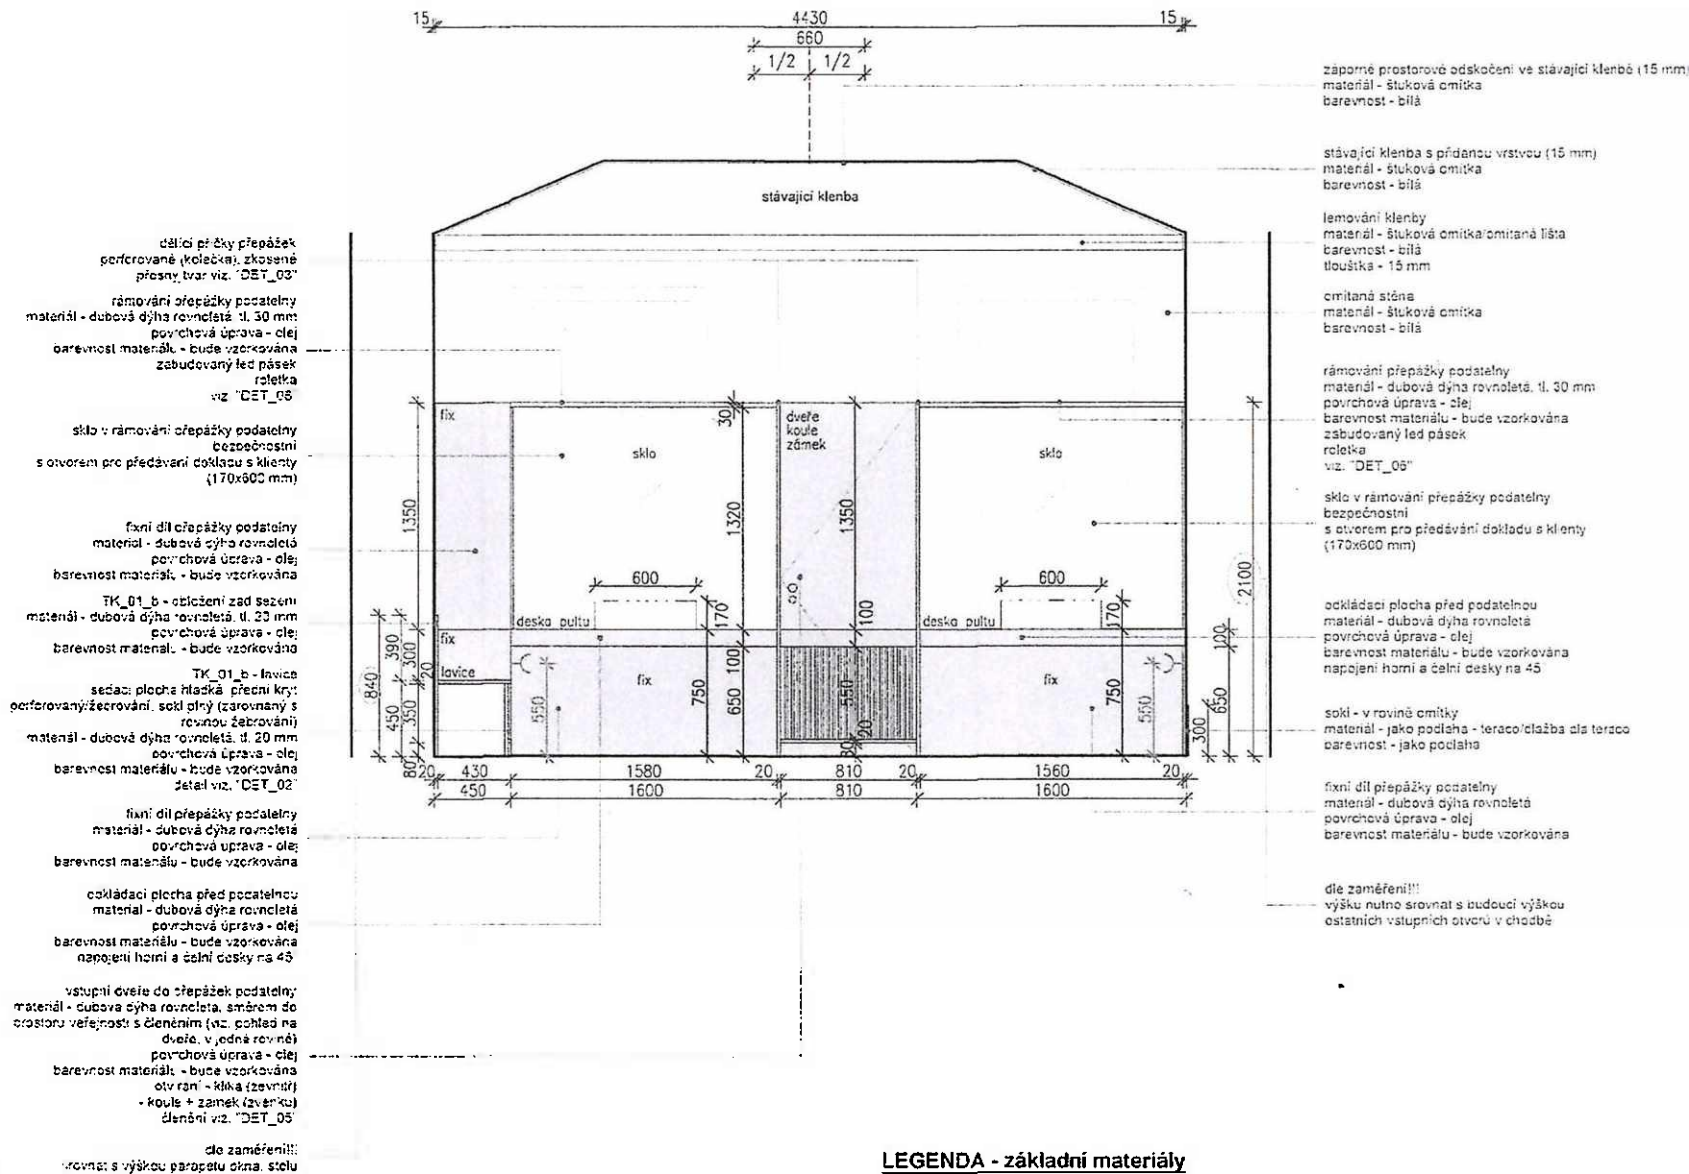 15
4430
15
660
1/2
1/2
stávající klenba
záporné prostorové odskočení ve stávající klenbě (15 mm)
materiál - štuková omítka
barevnost - bílá
stávající klenba s přidanou vrstvou (15 mm)
materiál - štuková omítka
barevnost - bílá
lemování klenby
materiál - štuková omítka/omítaná lišta
barevnost - bílá
tloušťka - 15 mm
omítaná stěna
materiál - štuková omítka
barevnost - bílá
rámování přepážky podatelny
materiál - dubová dýha rovnoletá, tl. 30 mm
povrchová úprava - olej
barevnost materiálu - bude vzorkována
zabudovaný led pásek
roletka
viz. "DET_06"
sklo v rámování přepážky podatelny
bezpečnostní
s otvorem pro předávání dokladu s klienty
(170x600 mm)
odkládací plocha před podatelnou
materiál - dubová dýha rovnoletá
povrchová úprava - olej
barevnost materiálu - bude vzorkována
napojení horní a čelní desky na 45
sokl - v rovině omítky
materiál - jako podlaha - teraco/dlažba ala teraco
barevnost - jako podlaha
fixní díl přepážky podatelny
materiál - dubová dýha rovnoletá
povrchová úprava - olej
barevnost materiálu - bude vzorkována
dle zaměření!!!
výšku nutno srovnat s budoucí výškou
ostatních vstupních otvorů v chodbě
dělící příčky přepážek
perforované (kolečka), zkosené
přesný tvar viz. "DET_03"
rámování přepážky podatelny
materiál - dubová dýha rovnoletá, tl. 30 mm
povrchová úprava - olej
barevnost materiálu - bude vzorkována
zabudovaný led pásek
roletka
viz. "DET_06"
sklo v rámování přepážky podatelny
bezpečnostní
s otvorem pro předávaní dokladu s klienty
(170x600 mm)
fixní díl přepážky podatelny
materiál - dubová dýha rovnoletá
povrchová úprava - olej
barevnost materiálu - bude vzorkována
TK_01_b - obložení zad sezení
materiál - dubová dýha rovnoletá, tl. 20 mm
povrchová úprava - olej
barevnost materiálu - bude vzorkována
TK_01_b - lavice
sedací plocha hladká, přední kryt
perforovaný/žebrování, sokl plný (zarovnaný s
rovinou žebrování)
materiál - dubová dýha rovnoletá, tl. 20 mm
povrchová úprava - olej
barevnost materiálu - bude vzorkována
detail viz. "DET_02"
fixní díl přepážky podatelny
materiál - dubová dýha rovnoletá
povrchová úprava - olej
barevnost materiálu - bude vzorkována
odkládací plocha před podatelnou
materiál - dubová dýha rovnoletá
povrchová úprava - olej
barevnost materiálu - bude vzorkována
napojení horní a čelní desky na 45
vstupní dveře do přepážek podatelny
materiál - dubová dýha rovnoletá, směrem do
prostoru veřejnosti s členěním (viz. pohled na
dveře, v jedné rovině)
povrchová úprava - olej
barevnost materiálu - bude vzorkována
otvírání - klika (zevnitř)
- koule + zámek (zvenku)
členění viz. "DET_05"
dle zaměření!!!
srovnat s výškou parapetu okna, stolu
fix
sklo
30
dveře
koule
zámek
sklo
1350
1320
1350
2100
600
600
170
100
170
deska pultu
deska pultu
fix
lavice
fix
fix
840
390
300
20
450
350
80
550
100
750
650
550
20
80
750
550
100
650
300
20
430
1580
20
810
20
1560
20
450
1600
810
1600
LEGENDA - základní materiály